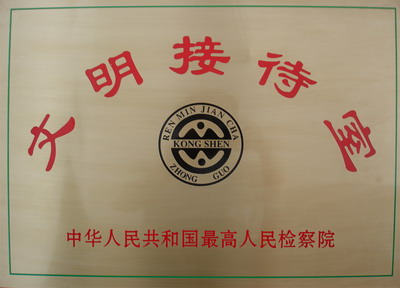 文明接待室
REN MIN JIAN CHA
KONG SHEN
ZHONG GUO
中华人民共和国最高人民检察院